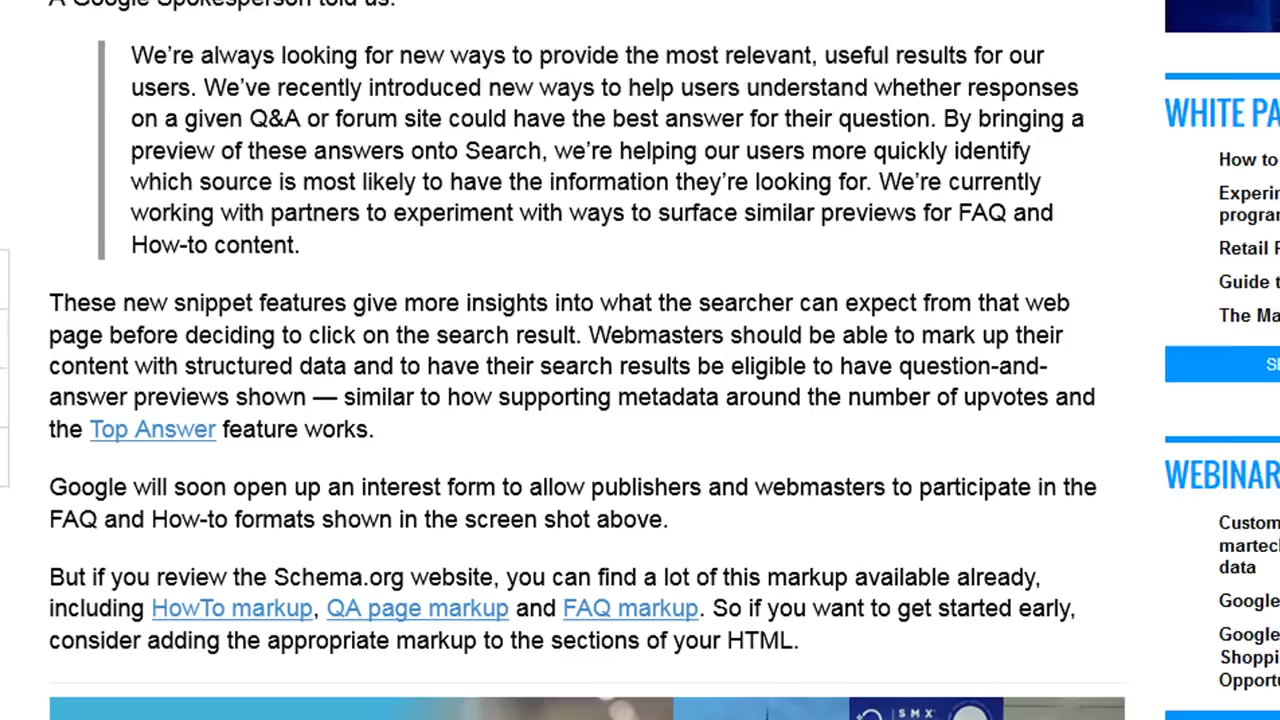 A Google Spokesperson told us:
We're always looking for new ways to provide the most relevant, useful results for our
users. We've recently introduced new ways to help users understand whether responses
on a given Q&A or forum site could have the best answer for their question. By bringing a
preview of these answers onto Search, we're helping our users more quickly identify
which source is most likely to have the information they're looking for. We're currently
working with partners to experiment with ways to surface similar previews for FAQ and
How-to content.
These new snippet features give more insights into what the searcher can expect from that web
page before deciding to click on the search result. Webmasters should be able to mark up their
content with structured data and to have their search results be eligible to have question-and-
answer previews shown — similar to how supporting metadata around the number of upvotes and
the Top Answer feature works.
Google will soon open up an interest form to allow publishers and webmasters to participate in the
FAQ and How-to formats shown in the screen shot above.
But if you review the Schema.org website, you can find a lot of this markup available already,
including HowTo markup, QA page markup and FAQ markup. So if you want to get started early,
consider adding the appropriate markup to the sections of your HTML.
SMX
WHITE PA
How to
Experi
progra
Retail
Guide t
The Ma
S
WEBINAR
Custom
martec
data
Google
Google
Shoppi
Opport